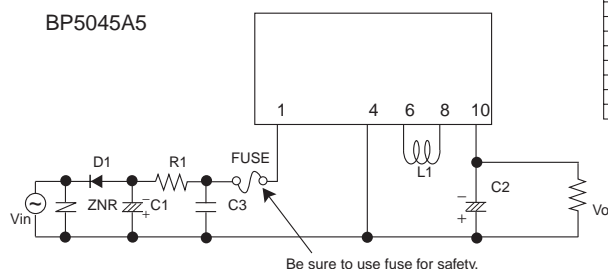 BP5045A5
1 4 6 8 10
D1 R1 FUSE L1
Vin ZNR − C1 C3 − C2 Vo
+ +
Be sure to use fuse for safety.